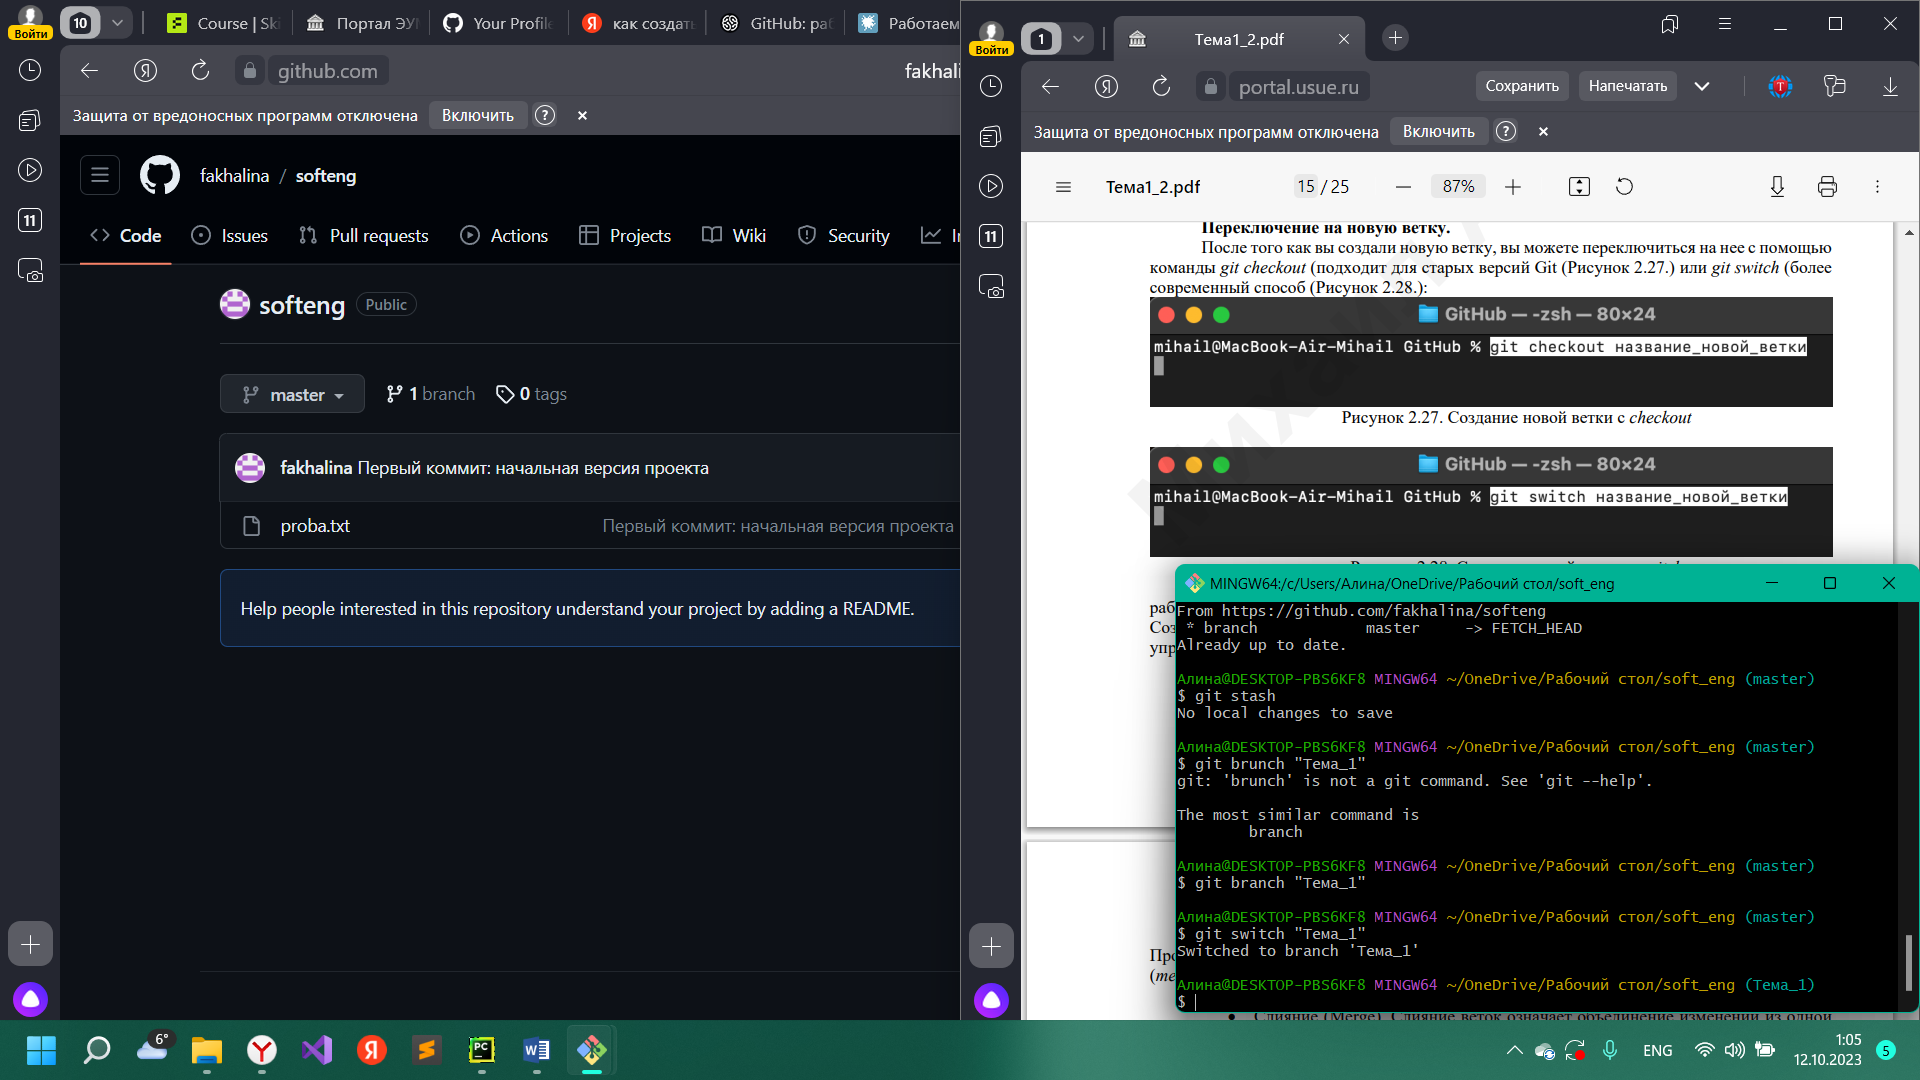 Войти
10
Course | Sk
Портал ЭУ
Your Profile
как создать
GitHub: ра
Работаем
github.com
fakhali
Защита от вредоносных программ отключена
Включить
?
fakhalina / softeng
Code
Issues
Pull requests
Actions
Projects
Wiki
Security
11
softeng
Public
master
1 branch
0 tags
fakhalina Первый коммит: начальная версия проекта
proba.txt
Первый коммит: начальная версия проекта
Help people interested in this repository understand your project by adding a README.
Войти
1
Тема1_2.pdf
portal.usue.ru
Сохранить
Напечатать
Защита от вредоносных программ отключена
Включить
?
11
Тема1_2.pdf
15 / 25
87%
Переключение на новую ветку.
После того как вы создали новую ветку, вы можете переключиться на нее с помощью
команды git checkout (подходит для старых версий Git (Рисунок 2.27.) или git switch (более
современный способ (Рисунок 2.28.):
GitHub — -zsh — 80×24
mihail@MacBook-Air-Mihail GitHub % git checkout название_новой_ветки
Рисунок 2.27. Создание новой ветки с checkout
GitHub — -zsh — 80×24
mihail@MacBook-Air-Mihail GitHub % git switch название_новой_ветки
раб
Соз
упр
Про
(me
Слияние (Merge). Слияние веток означает объединение изменений из одной
MINGW64:/c/Users/Алина/OneDrive/Рабочий стол/soft_eng
From https://github.com/fakhalina/softeng
* branch master -> FETCH_HEAD
Already up to date.
Алина@DESKTOP-PBS6KF8 MINGW64 ~/OneDrive/Рабочий стол/soft_eng (master)
$ git stash
No local changes to save
Алина@DESKTOP-PBS6KF8 MINGW64 ~/OneDrive/Рабочий стол/soft_eng (master)
$ git brunch "Тема_1"
git: 'brunch' is not a git command. See 'git --help'.
The most similar command is
branch
Алина@DESKTOP-PBS6KF8 MINGW64 ~/OneDrive/Рабочий стол/soft_eng (master)
$ git branch "Тема_1"
Алина@DESKTOP-PBS6KF8 MINGW64 ~/OneDrive/Рабочий стол/soft_eng (master)
$ git switch "Тема_1"
Switched to branch 'Тема_1'
Алина@DESKTOP-PBS6KF8 MINGW64 ~/OneDrive/Рабочий стол/soft_eng (Тема_1)
$
6°
ENG
1:05
12.10.2023
5